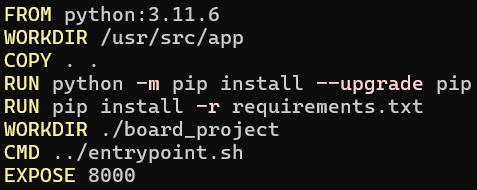 FROM python:3.11.6
WORKDIR /usr/src/app
COPY . .
RUN python -m pip install --upgrade pip
RUN pip install -r requirements.txt
WORKDIR ./board_project
CMD ../entrypoint.sh
EXPOSE 8000